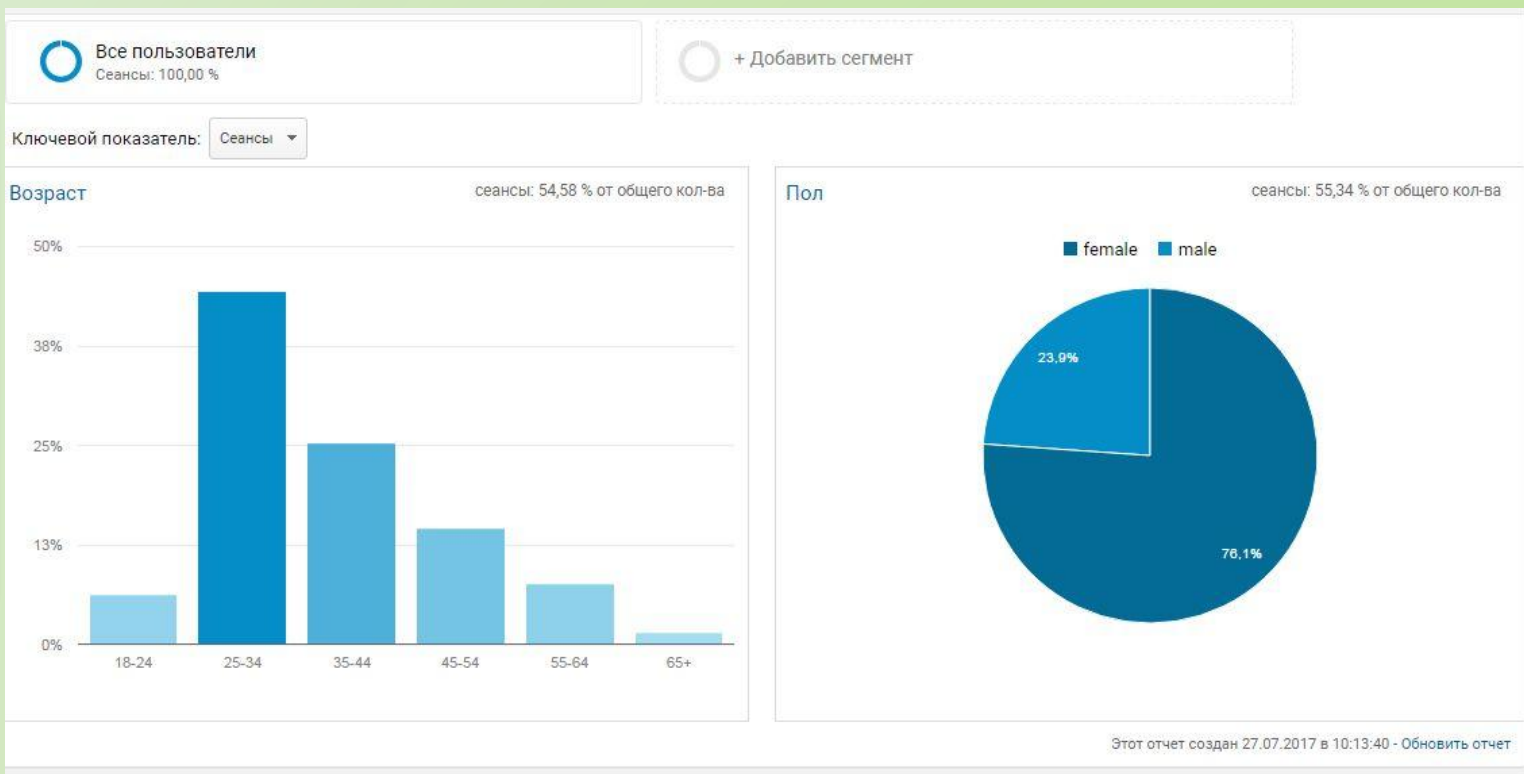 Все пользователи
Сеансы: 100,00 %
+ Добавить сегмент
Ключевой показатель: Сеансы
Возраст
сеансы: 54,58 % от общего кол-ва
50%
38%
25%
13%
0%
18-24 25-34 35-44 45-54 55-64 65+
Пол
сеансы: 55,34 % от общего кол-ва
female male
23,9%
76,1%
Этот отчет создан 27.07.2017 в 10:13:40 - Обновить отчет